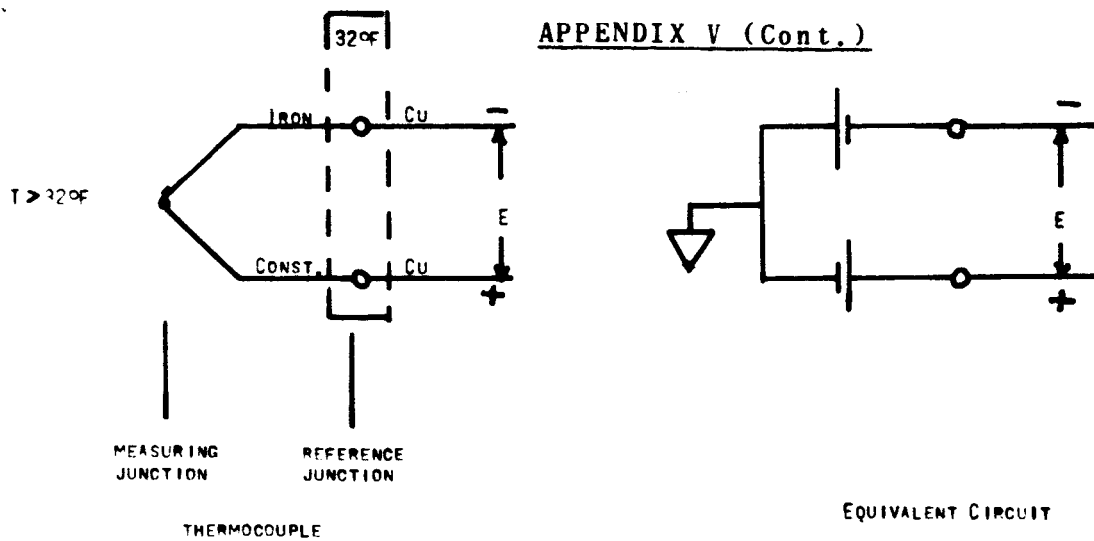 APPENDIX V (Cont.)
32°F
IRON Cu
T > 32°F
E
CONST. Cu
MEASURING
JUNCTION
REFERENCE
JUNCTION
THERMOCOUPLE
-
+
-
E
+
EQUIVALENT CIRCUIT